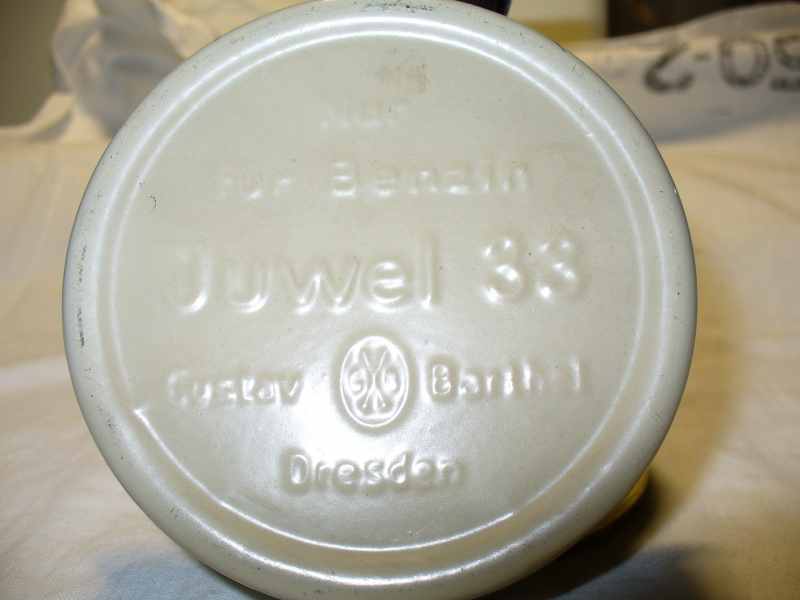 Nur
für Benzin
Juwel 33
Gustav G B Barthel
Dresden